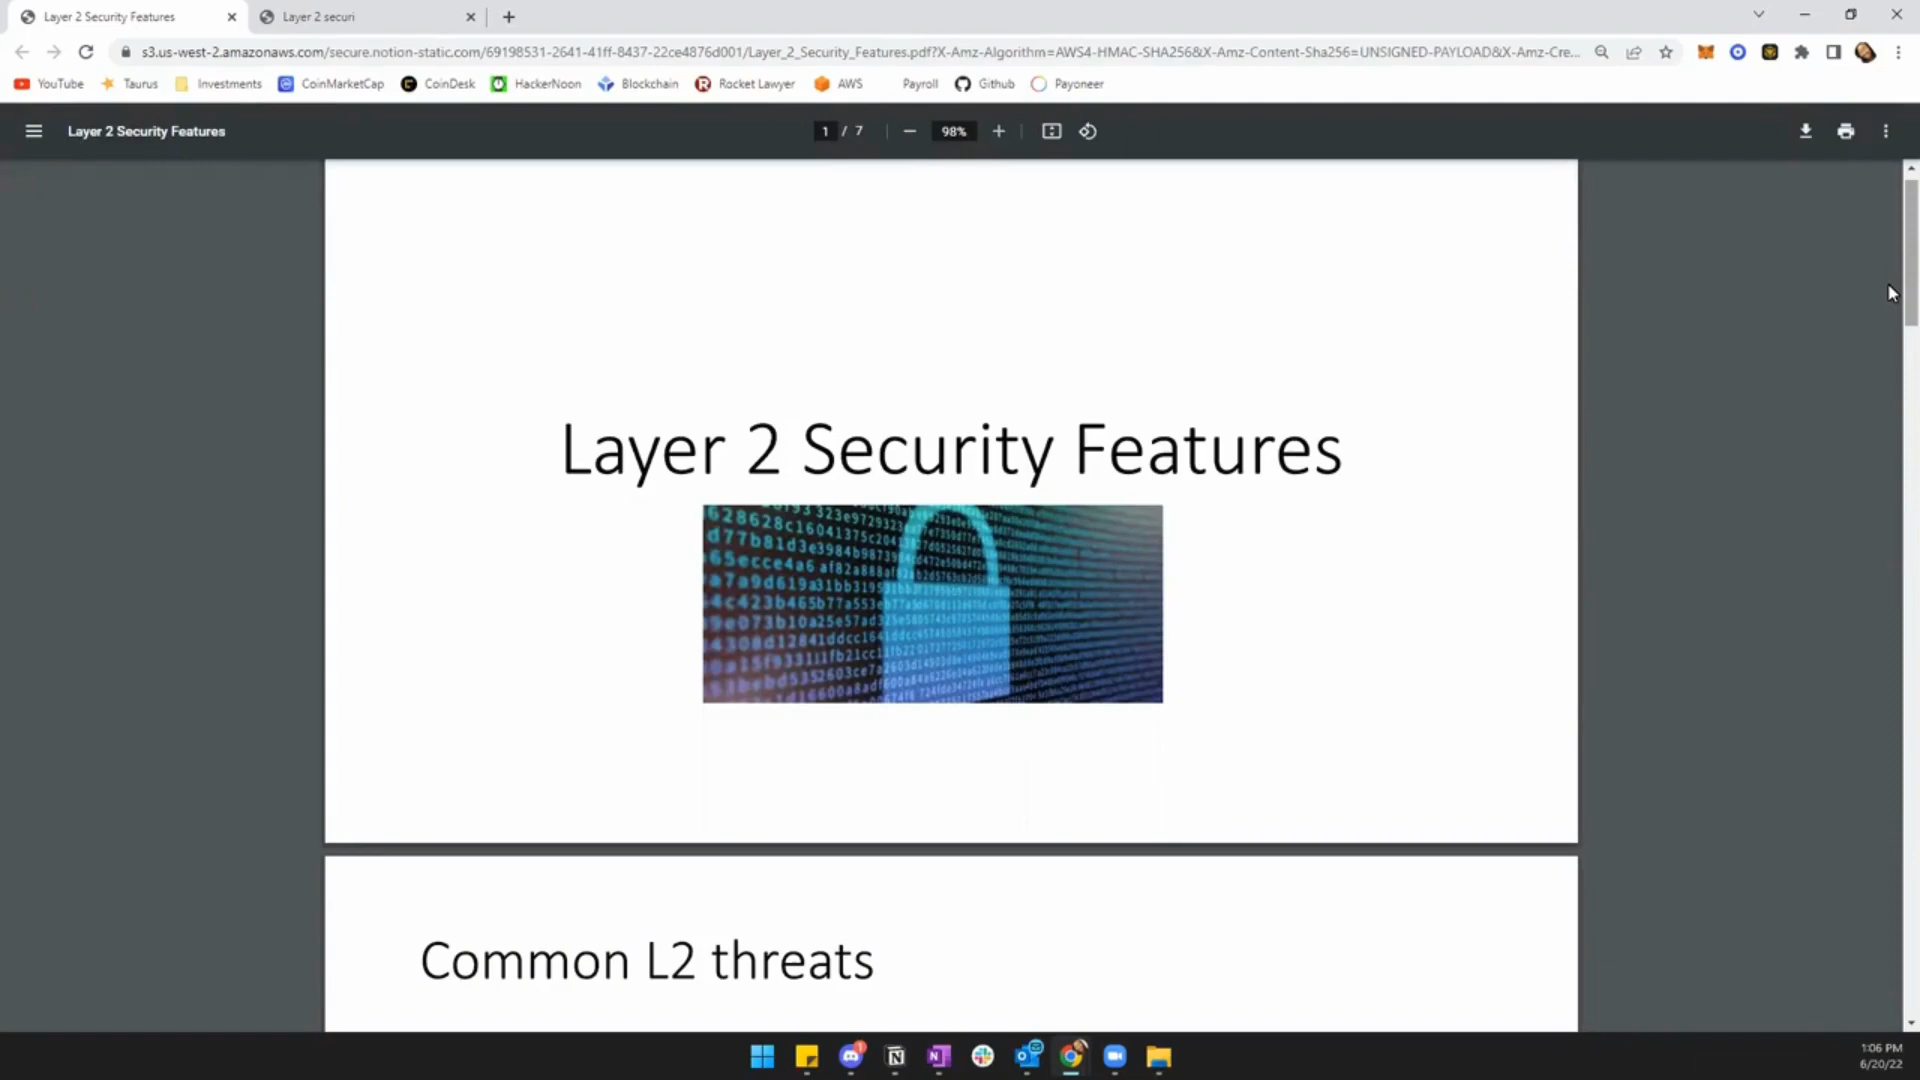 Layer 2 Security Features
Layer 2 securi
s3.us-west-2.amazonaws.com/secure.notion-static.com/69198531-2641-41ff-8437-22ce4876d001/Layer_2_Security_Features.pdf?X-Amz-Algorithm=AWS4-HMAC-SHA256&X-Amz-Content-Sha256=UNSIGNED-PAYLOAD&X-Amz-Cre...
YouTube Taurus Investments CoinMarketCap CoinDesk HackerNoon Blockchain Rocket Lawyer AWS Payroll Github Payoneer
Layer 2 Security Features
1 / 7
98%
Layer 2 Security Features
Common L2 threats
1:06 PM
6/20/22